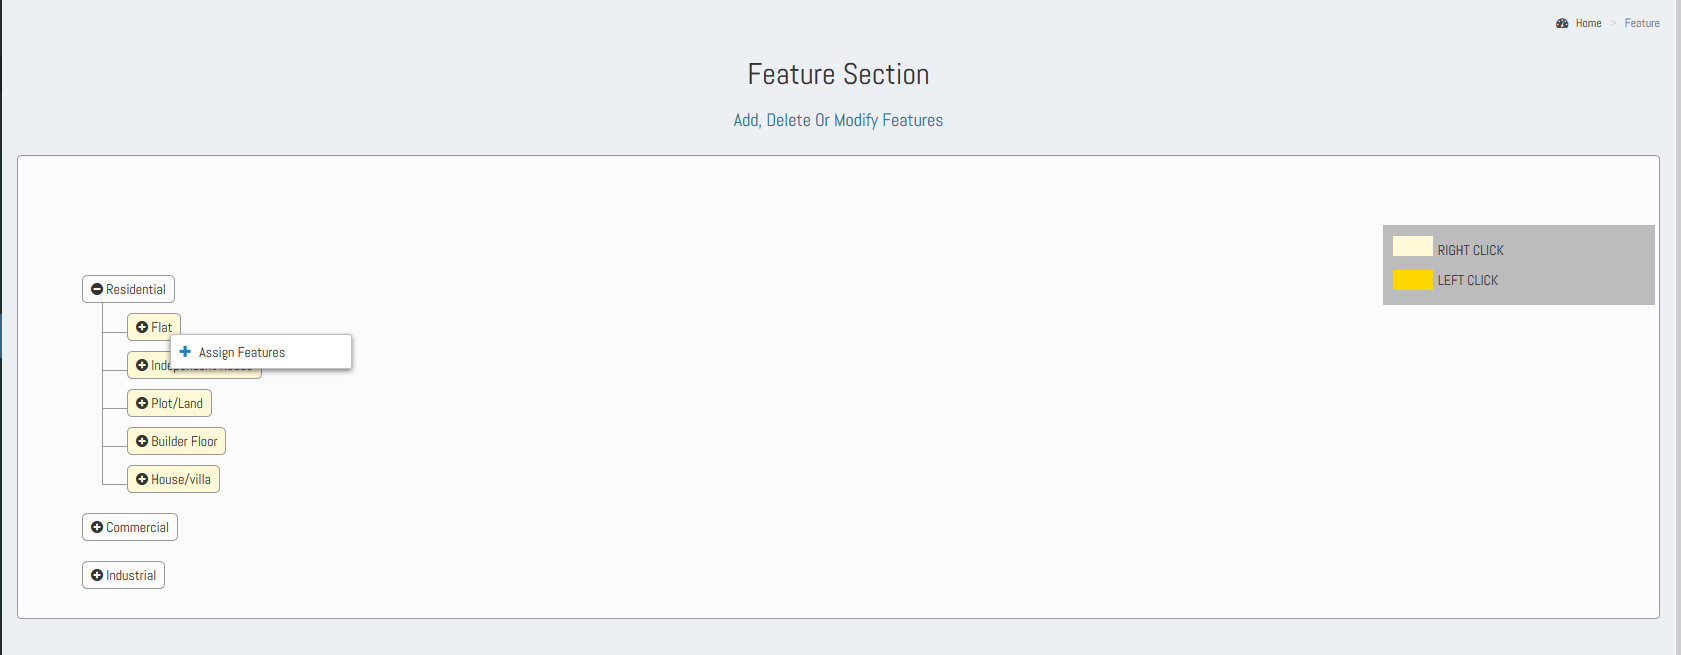 Home > Feature
Feature Section
Add, Delete Or Modify Features
RIGHT CLICK
LEFT CLICK
Residential
Flat
Assign Features
Plot/Land
Builder Floor
House/villa
Commercial
Industrial